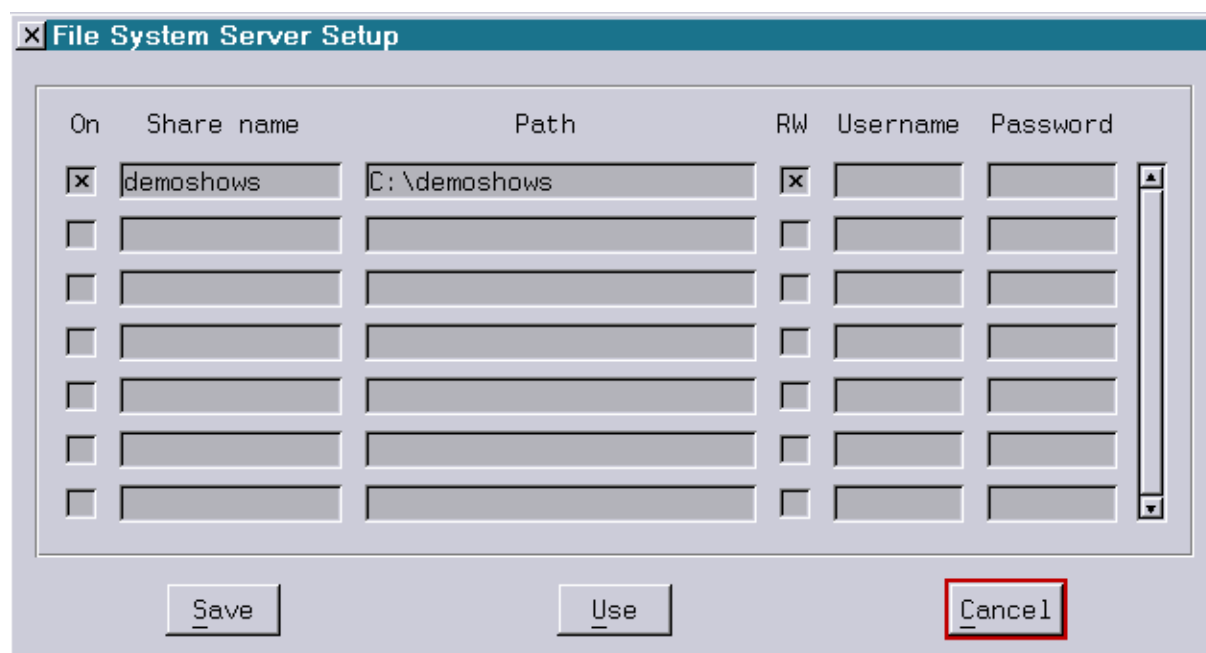 File System Server Setup
On Share name Path RW Username Password
demoshows C:\demoshows
Save Use Cancel